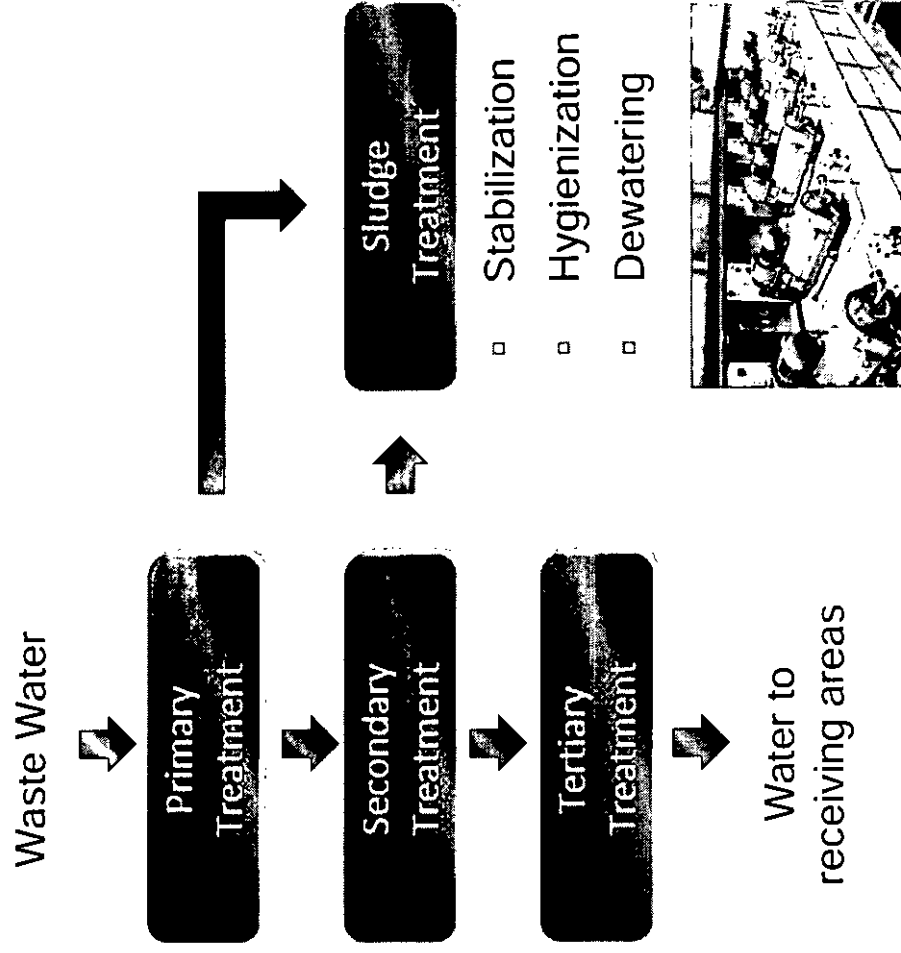 Waste Water
Primary
Treatment
Secondary
Treatment
Tertiary
Treatment
Water to
receiving areas
Sludge
Treatment
▫ Stabilization
▫ Hygienization
▫ Dewatering